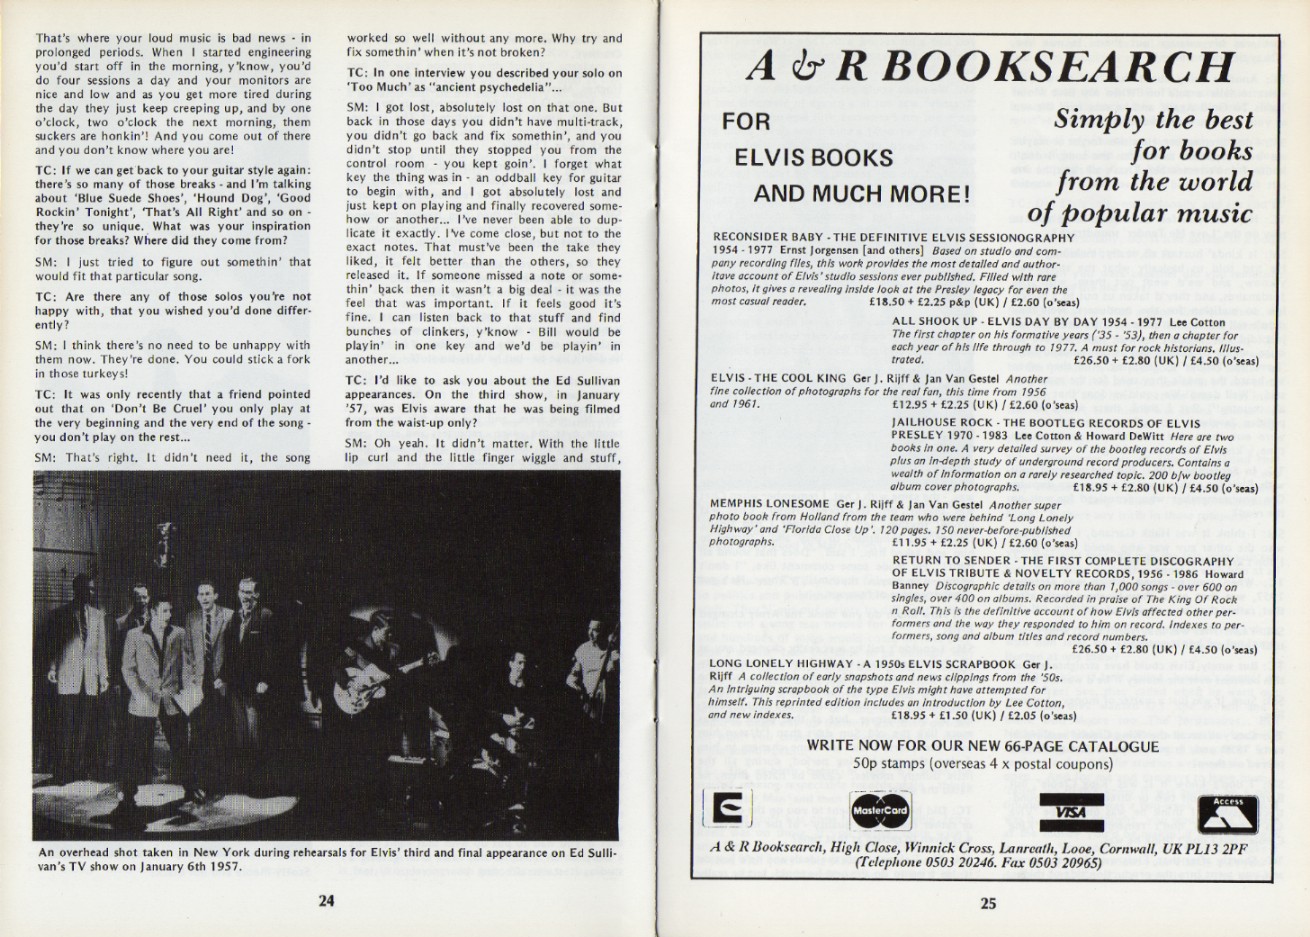 That's where your loud music is bad news - in
prolonged periods. When I started engineering
you'd start off in the morning, y'know, you'd
do four sessions a day and your monitors are
nice and low and as you get more tired during
the day they just keep creeping up, and by one
o'clock, two o'clock the next morning, them
suckers are honkin'! And you come out of there
and you don't know where you are!
TC: If we can get back to your guitar style again:
there's so many of those breaks - and I'm talking
about 'Blue Suede Shoes', 'Hound Dog', 'Good
Rockin' Tonight', 'That's All Right' and so on -
they're so unique. What was your inspiration
for those breaks? Where did they come from?
SM: I just tried to figure out somethin' that
would fit that particular song.
TC: Are there any of those solos you're not
happy with, that you wished you'd done differ-
ently?
SM: I think there's no need to be unhappy with
them now. They're done. You could stick a fork
in those turkeys!
TC: It was only recently that a friend pointed
out that on 'Don't Be Cruel' you only play at
the very beginning and the very end of the song -
you don't play on the rest...
SM: That's right. It didn't need it, the song
worked so well without any more. Why try and
fix somethin' when it's not broken?
TC: In one interview you described your solo on
'Too Much' as "ancient psychedelia"...
SM: I got lost, absolutely lost on that one. But
back in those days you didn't have multi-track,
you didn't go back and fix somethin', and you
didn't stop until they stopped you from the
control room - you kept goin'. I forget what
key the thing was in - an oddball key for guitar
to begin with, and I got absolutely lost and
just kept on playing and finally recovered some-
how or another... I've never been able to dup-
licate it exactly. I've come close, but not to the
exact notes. That must've been the take they
liked, it felt better than the others, so they
released it. If someone missed a note or some-
thin' back then it wasn't a big deal - it was the
feel that was important. If it feels good it's
fine. I can listen back to that stuff and find
bunches of clinkers, y'know - Bill would be
playin' in one key and we'd be playin' in
another...
TC: I'd like to ask you about the Ed Sullivan
appearances. On the third show, in January
'57, was Elvis aware that he was being filmed
from the waist-up only?
SM: Oh yeah. It didn't matter. With the little
lip curl and the little finger wiggle and stuff,
An overhead shot taken in New York during rehearsals for Elvis' third and final appearance on Ed Sulli-
van's TV show on January 6th 1957.
24
A & R BOOKSEARCH
FOR
ELVIS BOOKS
AND MUCH MORE!
Simply the best
for books
from the world
of popular music
RECONSIDER BABY - THE DEFINITIVE ELVIS SESSIONOGRAPHY
1954 - 1977 Ernst Jorgensen [and others] Based on studio and com-
pany recording files, this work provides the most detailed and author-
itave account of Elvis' studio sessions ever published. Filled with rare
photos, it gives a revealing inside look at the Presley legacy for even the
most casual reader. £18.50 + £2.25 p&p (UK) / £2.60 (o'seas)
ALL SHOOK UP - ELVIS DAY BY DAY 1954 - 1977 Lee Cotton
The first chapter on his formative years ('35 - '53), then a chapter for
each year of his life through to 1977. A must for rock historians. Illus-
trated. £26.50 + £2.80 (UK) / £4.50 (o'seas)
ELVIS - THE COOL KING Ger J. Rijff & Jan Van Gestel Another
fine collection of photographs for the real fan, this time from 1956
and 1961. £12.95 + £2.25 (UK) / £2.60 (o'seas)
JAILHOUSE ROCK - THE BOOTLEG RECORDS OF ELVIS
PRESLEY 1970 - 1983 Lee Cotton & Howard DeWitt Here are two
books in one. A very detailed survey of the bootleg records of Elvis
plus an in-depth study of underground record producers. Contains a
wealth of information on a rarely researched topic. 200 b/w bootleg
album cover photographs. £18.95 + £2.80 (UK) / £4.50 (o'seas)
MEMPHIS LONESOME Ger J. Rijff & Jan Van Gestel Another super
photo book from Holland from the team who were behind 'Long Lonely
Highway' and 'Florida Close Up'. 120 pages. 150 never-before-published
photographs. £11.95 + £2.25 (UK) / £2.60 (o'seas)
RETURN TO SENDER - THE FIRST COMPLETE DISCOGRAPHY
OF ELVIS TRIBUTE & NOVELTY RECORDS, 1956 - 1986 Howard
Banney Discographic details on more than 1,000 songs - over 600 on
singles, over 400 on albums. Recorded in praise of The King Of Rock
n Roll. This is the definitive account of how Elvis affected other per-
formers and the way they responded to him on record. Indexes to per-
formers, song and album titles and record numbers.
£26.50 + £2.80 (UK) / £4.50 (o'seas)
LONG LONELY HIGHWAY - A 1950s ELVIS SCRAPBOOK Ger J.
Rijff A collection of early snapshots and news clippings from the '50s.
An intriguing scrapbook of the type Elvis might have attempted for
himself. This reprinted edition includes an introduction by Lee Cotton,
and new indexes. £18.95 + £1.50 (UK) / £2.05 (o'seas)
WRITE NOW FOR OUR NEW 66-PAGE CATALOGUE
50p stamps (overseas 4 x postal coupons)
MasterCard
VISA
Access
A & R Booksearch, High Close, Winnick Cross, Lanreath, Looe, Cornwall, UK PL13 2PF
(Telephone 0503 20246. Fax 0503 20965)
25